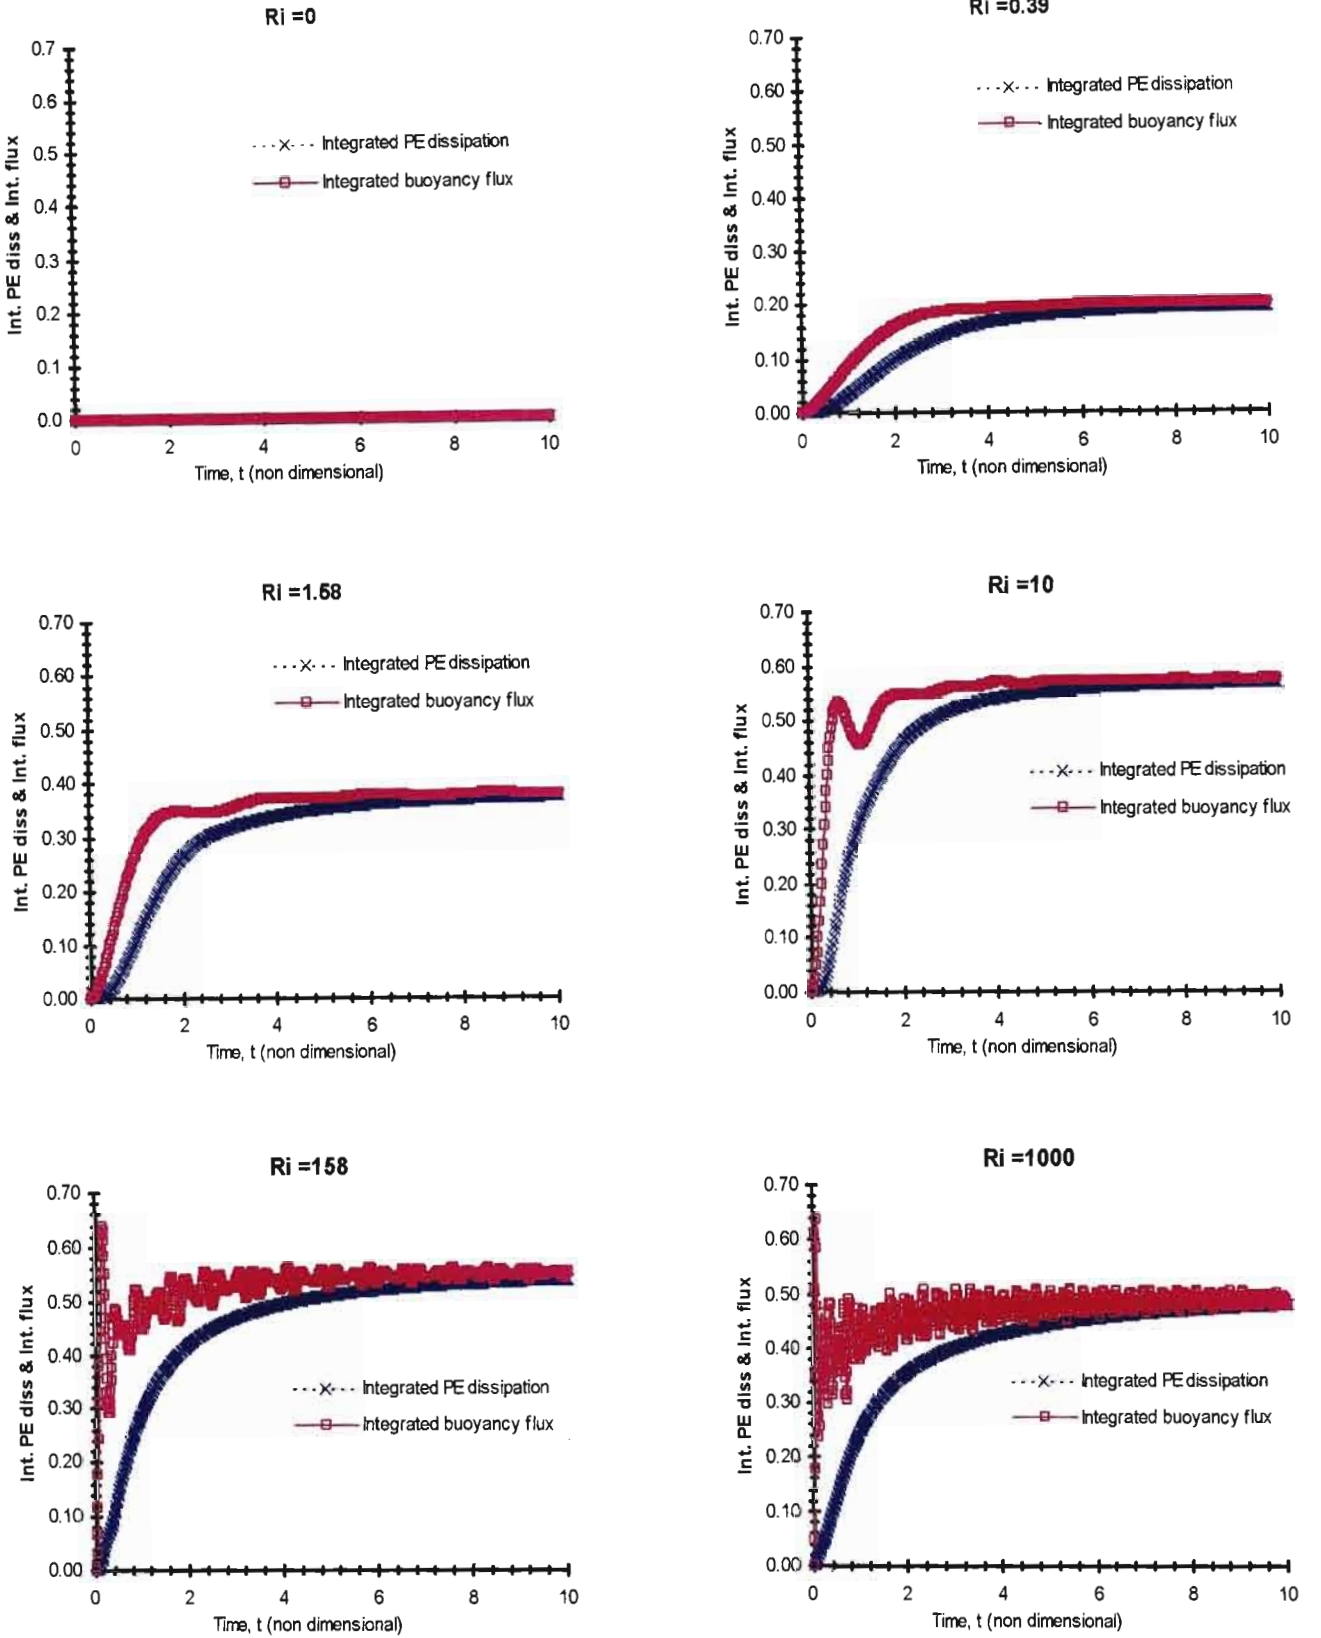 Ri =0
0.7
0.6
0.5
0.4
0.3
0.2
0.1
0.0
Int. PE diss & Int. flux
Integrated PE dissipation
Integrated buoyancy flux
0 2 4 6 8 10
Time, t (non dimensional)
Ri =0.39
0.70
0.60
0.50
0.40
0.30
0.20
0.10
0.00
Int. PE diss & Int. flux
Integrated PE dissipation
Integrated buoyancy flux
0 2 4 6 8 10
Time, t (non dimensional)
Ri =1.58
0.70
0.60
0.50
0.40
0.30
0.20
0.10
0.00
Int. PE diss & Int. flux
Integrated PE dissipation
Integrated buoyancy flux
0 2 4 6 8 10
Time, t (non dimensional)
Ri =10
0.70
0.60
0.50
0.40
0.30
0.20
0.10
0.00
Int. PE diss & Int. flux
Integrated PE dissipation
Integrated buoyancy flux
0 2 4 6 8 10
Time, t (non dimensional)
Ri =158
0.70
0.60
0.50
0.40
0.30
0.20
0.10
0.00
Int. PE diss & Int. flux
Integrated PE dissipation
Integrated buoyancy flux
0 2 4 6 8 10
Time, t (non dimensional)
Ri =1000
0.70
0.60
0.50
0.40
0.30
0.20
0.10
0.00
Int. PE diss & Int. flux
Integrated PE dissipation
Integrated buoyancy flux
0 2 4 6 8 10
Time, t (non dimensional)